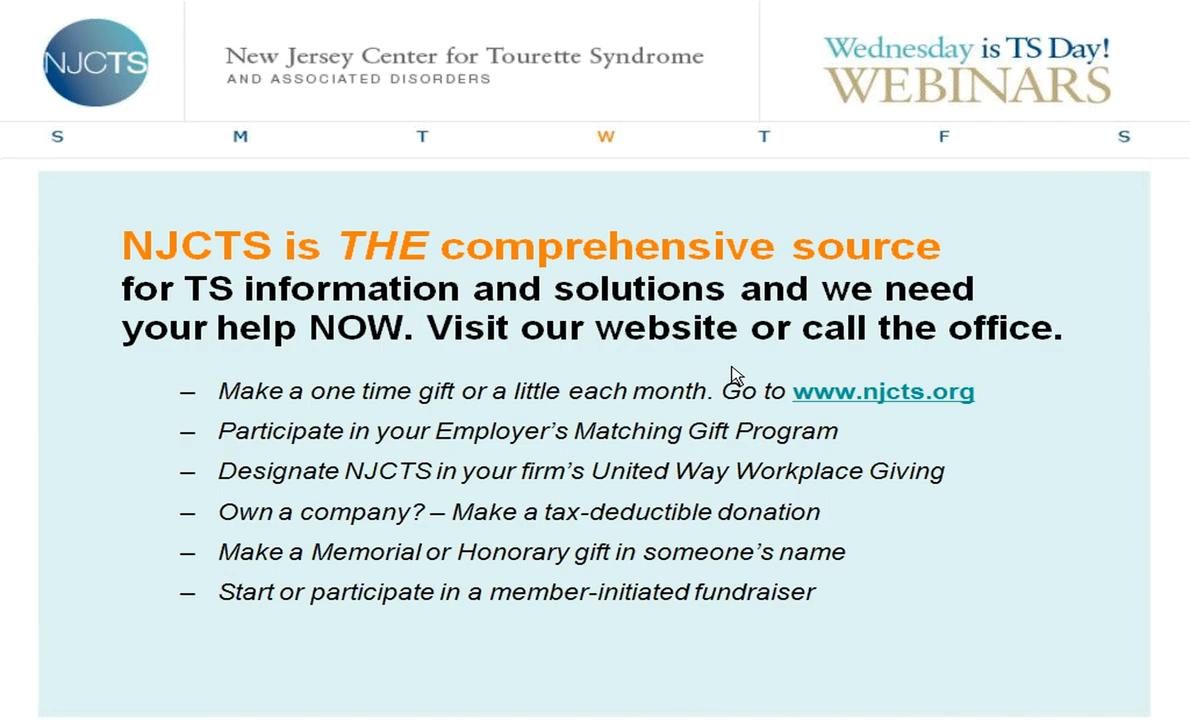 NJCTS
New Jersey Center for Tourette Syndrome
AND ASSOCIATED DISORDERS
Wednesday is TS Day!
WEBINARS
S M T W T F S
NJCTS is THE comprehensive source
for TS information and solutions and we need
your help NOW. Visit our website or call the office.
– Make a one time gift or a little each month. Go to www.njcts.org
– Participate in your Employer’s Matching Gift Program
– Designate NJCTS in your firm’s United Way Workplace Giving
– Own a company? – Make a tax-deductible donation
– Make a Memorial or Honorary gift in someone’s name
– Start or participate in a member-initiated fundraiser